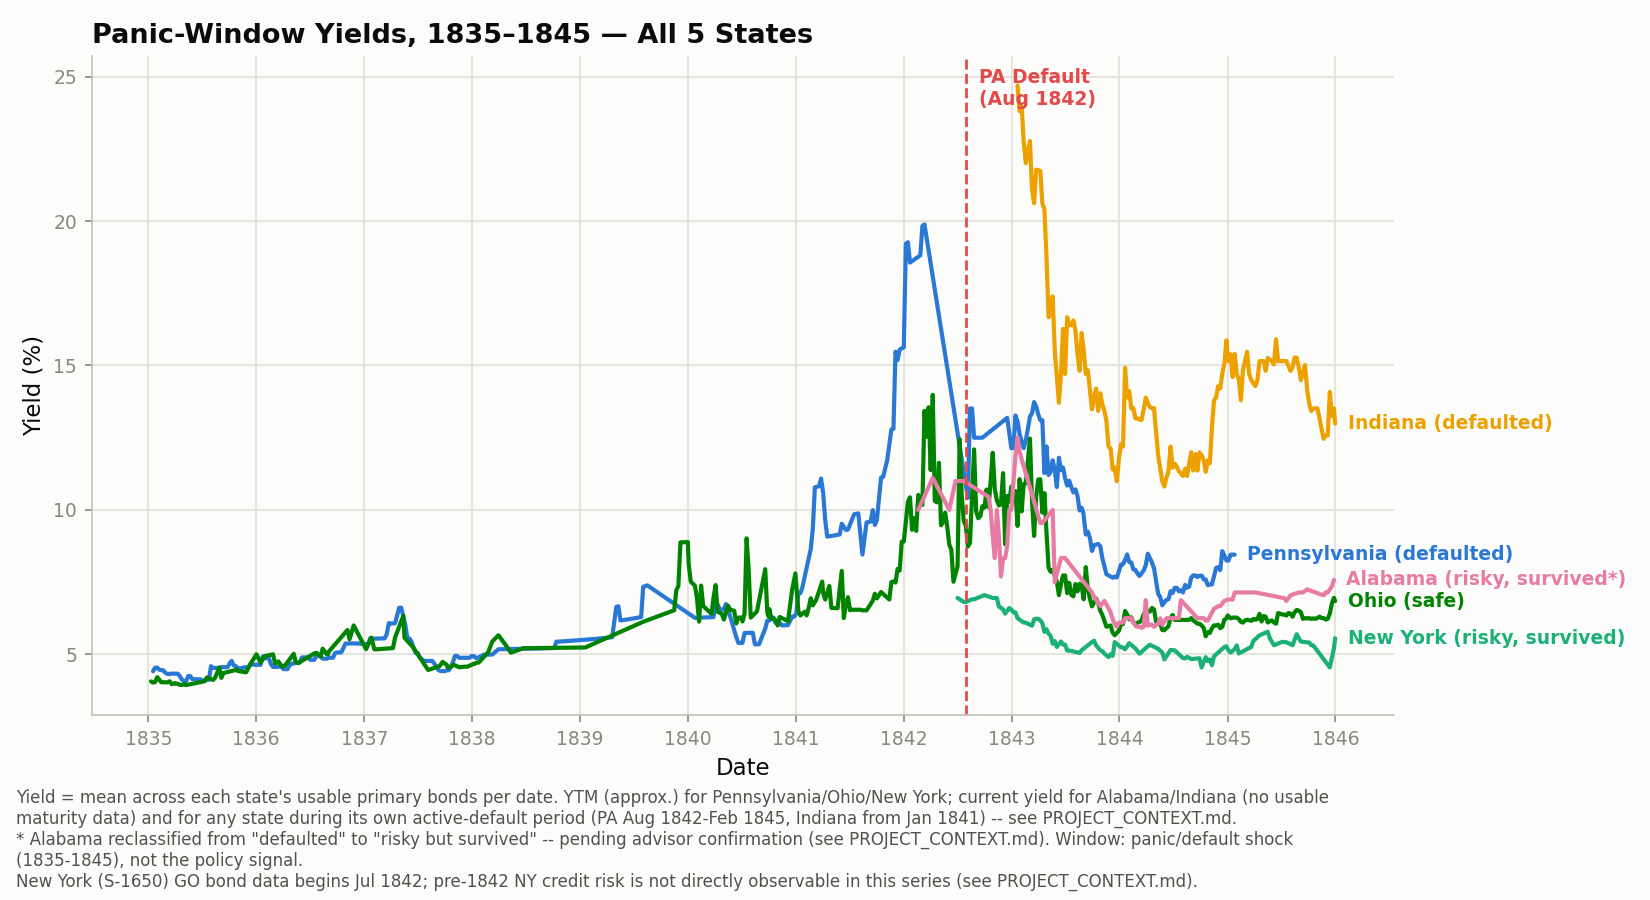 Panic-Window Yields, 1835–1845 — All 5 States
25
20
15
10
5
Yield (%)
PA Default
(Aug 1842)
Indiana (defaulted)
Pennsylvania (defaulted)
Alabama (risky, survived*)
Ohio (safe)
New York (risky, survived)
1835 1836 1837 1838 1839 1840 1841 1842 1843 1844 1845 1846
Date
Yield = mean across each state's usable primary bonds per date. YTM (approx.) for Pennsylvania/Ohio/New York; current yield for Alabama/Indiana (no usable
maturity data) and for any state during its own active-default period (PA Aug 1842-Feb 1845, Indiana from Jan 1841) -- see PROJECT_CONTEXT.md.
* Alabama reclassified from "defaulted" to "risky but survived" -- pending advisor confirmation (see PROJECT_CONTEXT.md). Window: panic/default shock
(1835-1845), not the policy signal.
New York (S-1650) GO bond data begins Jul 1842; pre-1842 NY credit risk is not directly observable in this series (see PROJECT_CONTEXT.md).